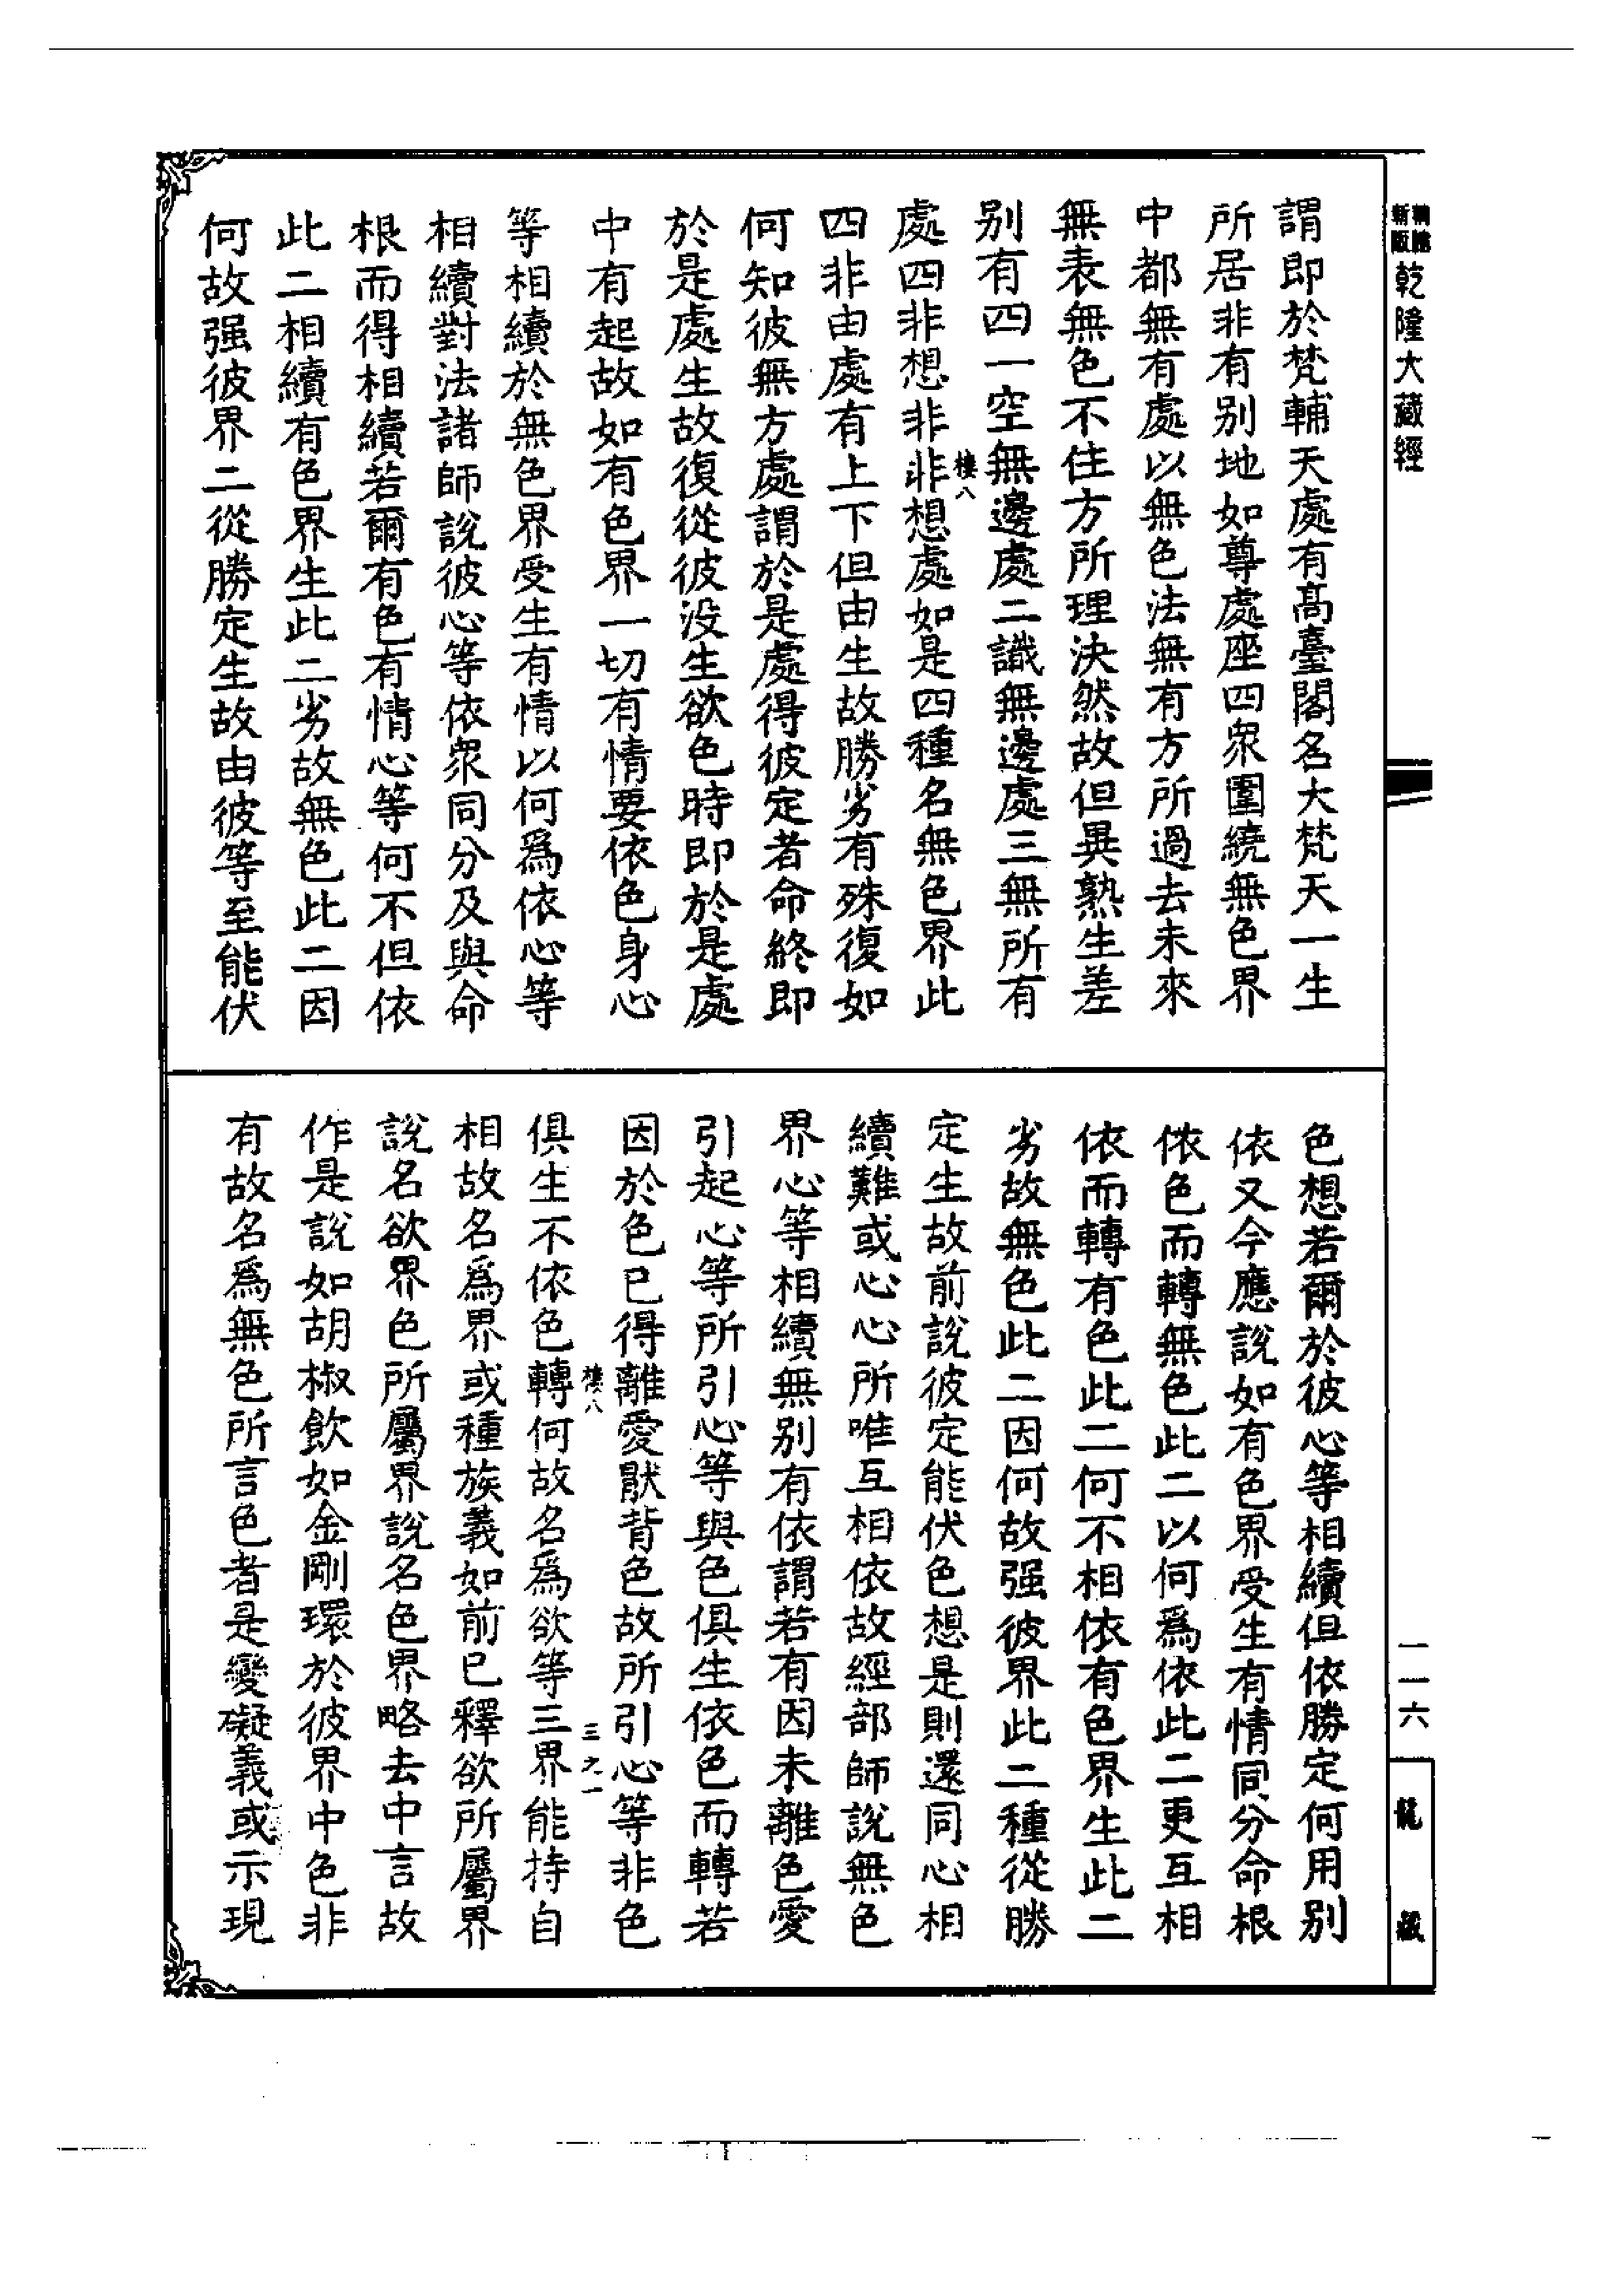 乾隆大藏經
謂即於梵輔天處有高臺閣名大梵天一生
所居非有别地如尊處座四衆圍繞無色界
中都無有處以無色法無有方所過去未來
無表無色不住方所理決然故但異熟生差
别有四一空無邊處二識無邊處三無所有
處四非想非非想處如是四種名無色界此
四非由處有上下但由生故勝劣有殊復如
何知彼無方處謂於是處得彼定者命終即
於是處生故復從彼没生欲色時即於是處
中有起故如有色界一切有情要依色身心
等相續於無色界受生有情以何爲依心等
相續對法諸師説彼心等依衆同分及與命
根而得相續若爾有色有情心等何不但依
此二相續有色界生此二劣故無色此二因
何故强彼界二從勝定生故由彼等至能伏
色想若爾於彼心等相續但依勝定何用别
依又今應説如有色界受生有情同分命根
依色而轉無色此二以何爲依此二更互相
依而轉有色此二何不相依有色界生此二
劣故無色此二因何故强彼界此二種從勝
定生故前説彼定能伏色想是則還同心相
續難或心心所唯互相依故經部師説無色
界心等相續無别有依謂若有因未離色愛
引起心等所引心等與色俱生依色而轉若
因於色已得離愛厭背色故所引心等非色
俱生不依色轉何故名爲欲等三界能持自
相故名爲界或種族義如前已釋欲所屬界
説名欲界色所屬界説名色界略去中言故
作是説如胡椒飲如金剛環於彼界中色非
有故名爲無色所言色者是變礙義或示現
樓八
樓八
三之一
一一六
龍藏